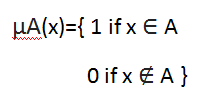 μA(x)={ 1 if x ∈ A
0 if x ∉ A }